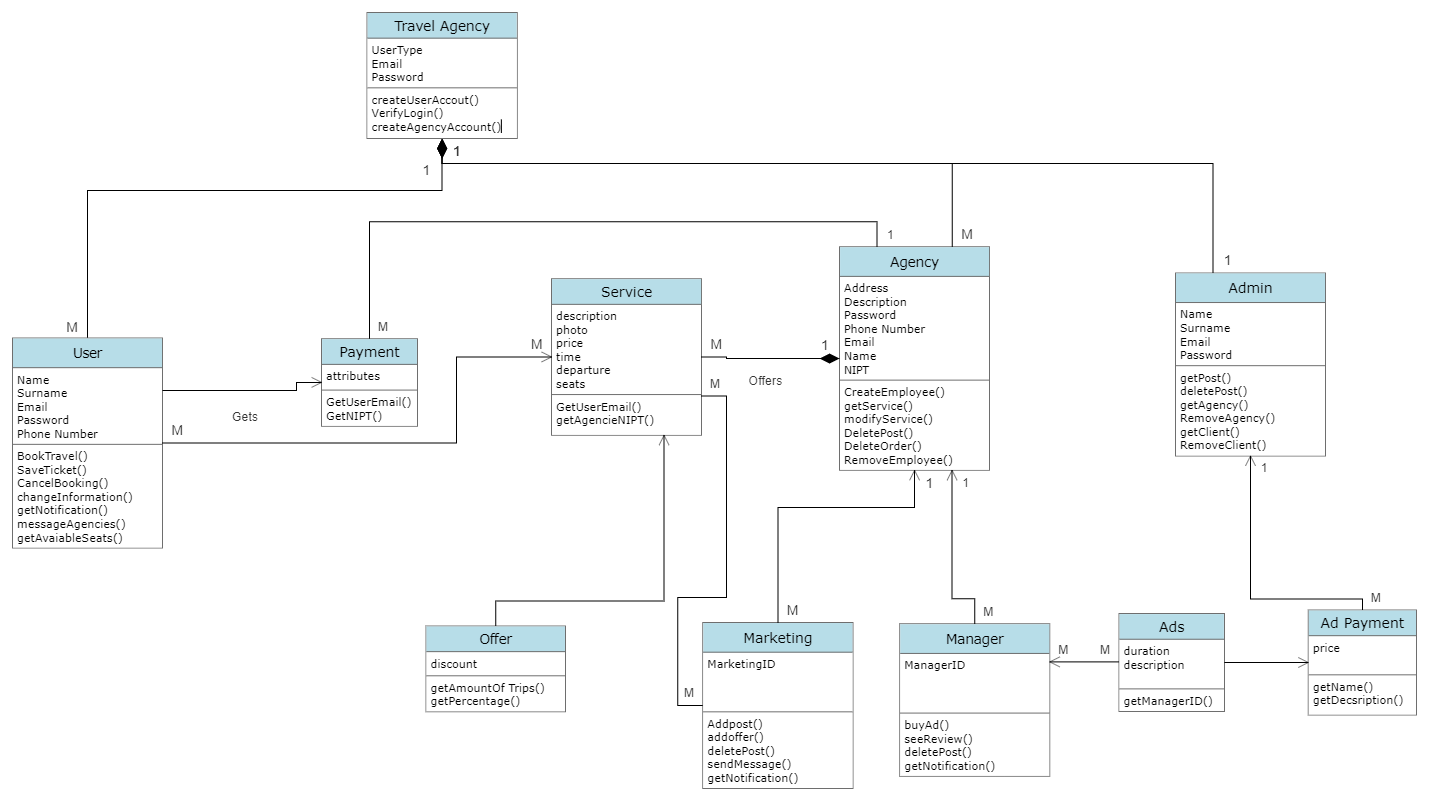 Travel Agency
UserType
Email
Password
createUserAccout()
VerifyLogin()
createAgencyAccount()
1
1
1
M
1
M
M
User
Name
Surname
Email
Password
Phone Number
BookTravel()
SaveTicket()
CancelBooking()
changeInformation()
getNotification()
messageAgencies()
getAvaiableSeats()
M
Gets
Payment
attributes
GetUserEmail()
GetNIPT()
M
Service
description
photo
price
time
departure
seats
GetUserEmail()
getAgencieNIPT()
M
1
Offers
M
Agency
Address
Description
Password
Phone Number
Email
Name
NIPT
CreateEmployee()
getService()
modifyService()
DeletePost()
DeleteOrder()
RemoveEmployee()
1
1
1
Admin
Name
Surname
Email
Password
getPost()
deletePost()
getAgency()
RemoveAgency()
getClient()
RemoveClient()
1
M
Offer
discount
getAmountOf Trips()
getPercentage()
M
M
Marketing
MarketingID
Addpost()
addoffer()
deletePost()
sendMessage()
getNotification()
M
Manager
ManagerID
buyAd()
seeReview()
deletePost()
getNotification()
M
M
Ads
duration
description
getManagerID()
M
Ad Payment
price
getName()
getDecsription()